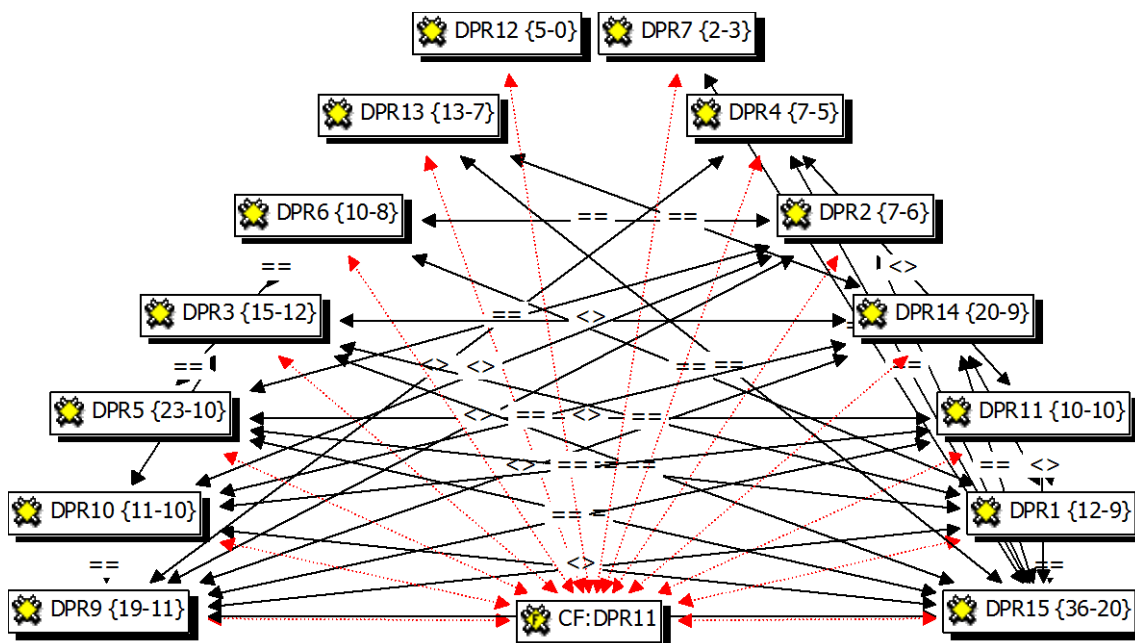 DPR12 {5-0} DPR7 {2-3}
DPR13 {13-7} DPR4 {7-5}
DPR6 {10-8} == == DPR2 {7-6}
== <>
DPR3 {15-12} == <> DPR14 {20-9}
== <> <> == == ==
DPR5 {23-10} <> == <> == DPR11 {10-10}
<> == = == == <>
DPR10 {11-10} == = DPR1 {12-9}
== <> ==
DPR9 {19-11} CF:DPR11 DPR15 {36-20}